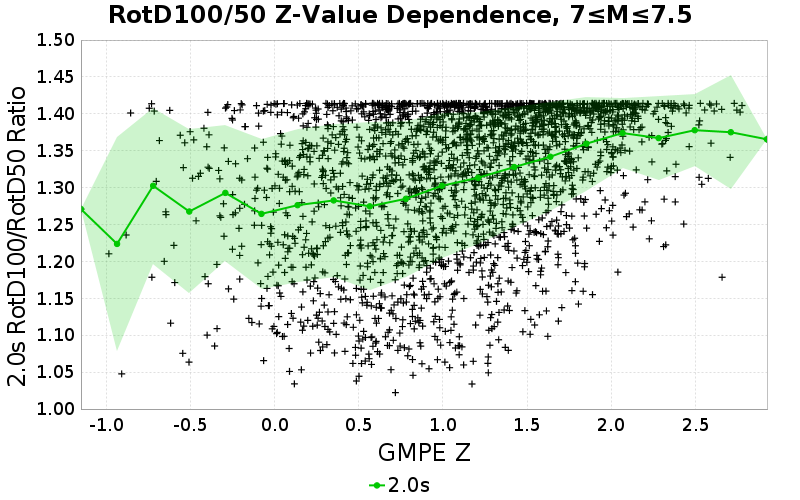 RotD100/50 Z-Value Dependence, 7≤M≤7.5
2.0s RotD100/RotD50 Ratio
1.50
1.45
1.40
1.35
1.30
1.25
1.20
1.15
1.10
1.05
1.00
-1.0 -0.5 0.0 0.5 1.0 1.5 2.0 2.5
GMPE Z
2.0s